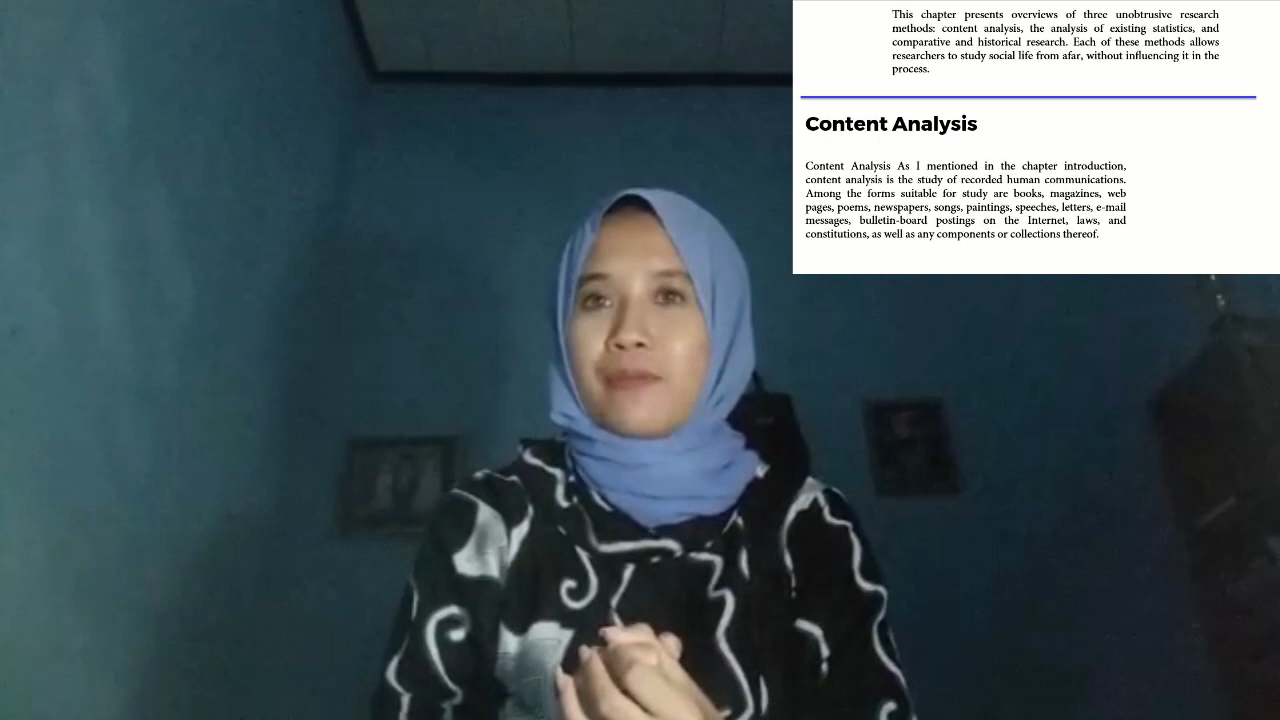 This chapter presents overviews of three unobtrusive research
methods: content analysis, the analysis of existing statistics, and
comparative and historical research. Each of these methods allows
researchers to study social life from afar, without influencing it in the
process.
Content Analysis
Content Analysis As I mentioned in the chapter introduction,
content analysis is the study of recorded human communications.
Among the forms suitable for study are books, magazines, web
pages, poems, newspapers, songs, paintings, speeches, letters, e-mail
messages, bulletin-board postings on the Internet, laws, and
constitutions, as well as any components or collections thereof.